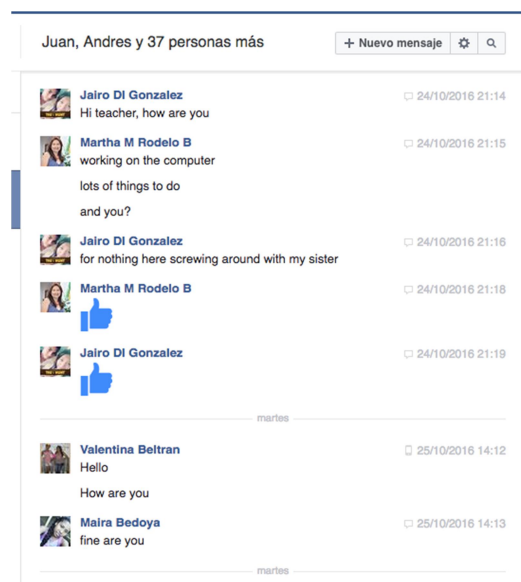 Juan, Andres y 37 personas más
+ Nuevo mensaje
Jairo DI Gonzalez 24/10/2016 21:14
Hi teacher, how are you
Martha M Rodelo B 24/10/2016 21:15
working on the computer
lots of things to do
and you?
Jairo DI Gonzalez 24/10/2016 21:16
for nothing here screwing around with my sister
Martha M Rodelo B 24/10/2016 21:18
Jairo DI Gonzalez 24/10/2016 21:19
martes
Valentina Beltran 25/10/2016 14:12
Hello
How are you
Maira Bedoya 25/10/2016 14:13
fine are you
martes